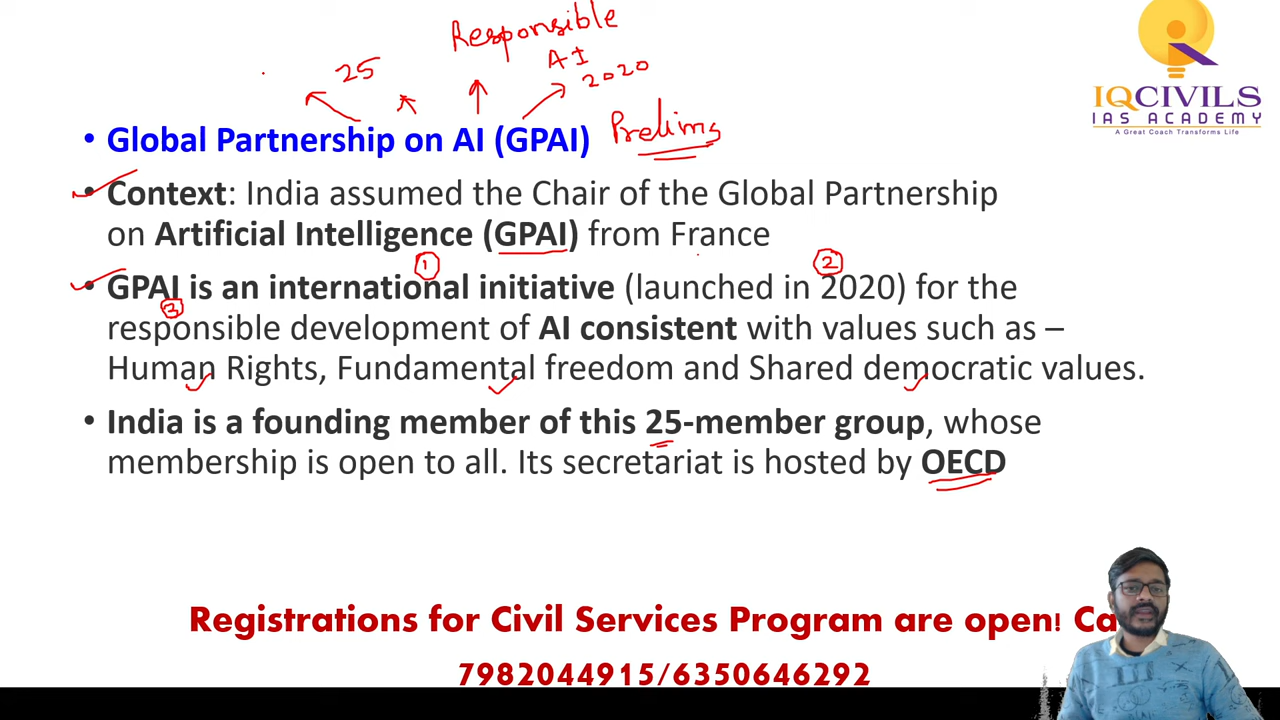 Responsible
AI
2020
25
IQCIVILS
IAS ACADEMY
A Great Coach Transforms Life
• Global Partnership on AI (GPAI) Prelims
• Context: India assumed the Chair of the Global Partnership
on Artificial Intelligence (GPAI) from France
1 2
• GPAI is an international initiative (launched in 2020) for the
3
responsible development of AI consistent with values such as –
Human Rights, Fundamental freedom and Shared democratic values.
• India is a founding member of this 25-member group, whose
membership is open to all. Its secretariat is hosted by OECD
Registrations for Civil Services Program are open! Ca
7982044915/6350646292